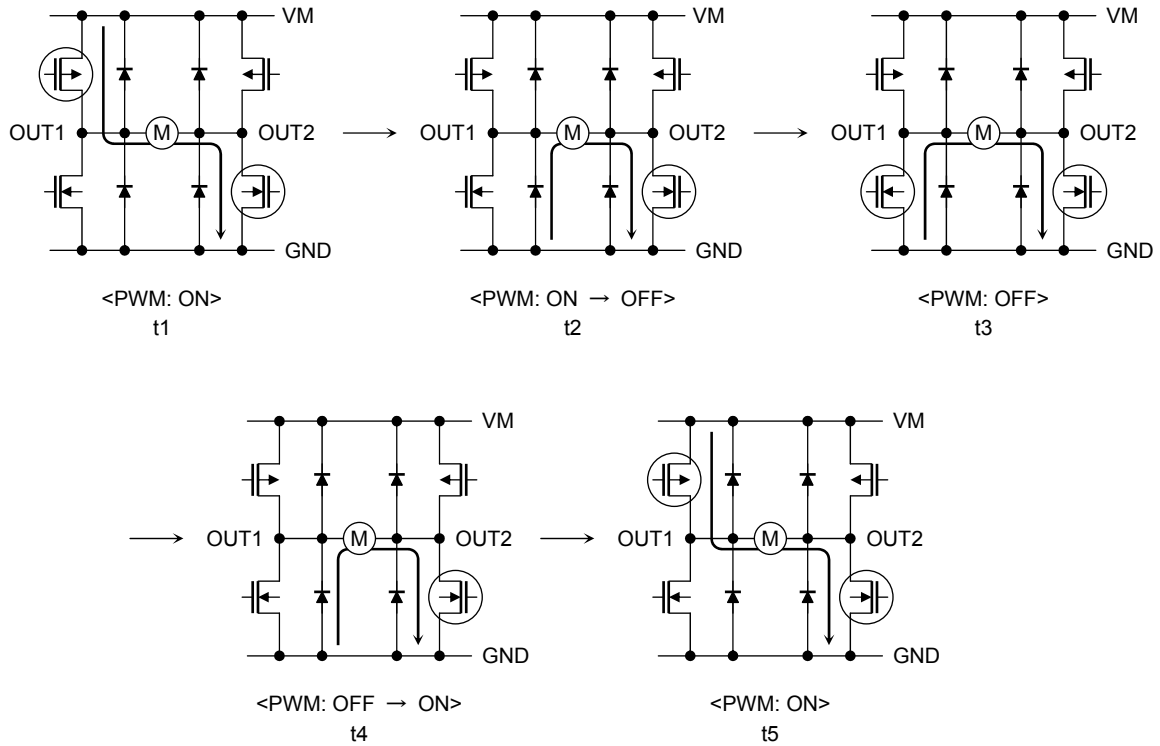 VM
VM
VM
M
M
M
OUT1
OUT2
OUT1
OUT2
OUT1
OUT2
GND
GND
GND
<PWM: ON>
<PWM: ON → OFF>
<PWM: OFF>
t1
t2
t3
VM
VM
M
M
OUT1
OUT2
OUT1
OUT2
GND
GND
<PWM: OFF → ON>
<PWM: ON>
t4
t5